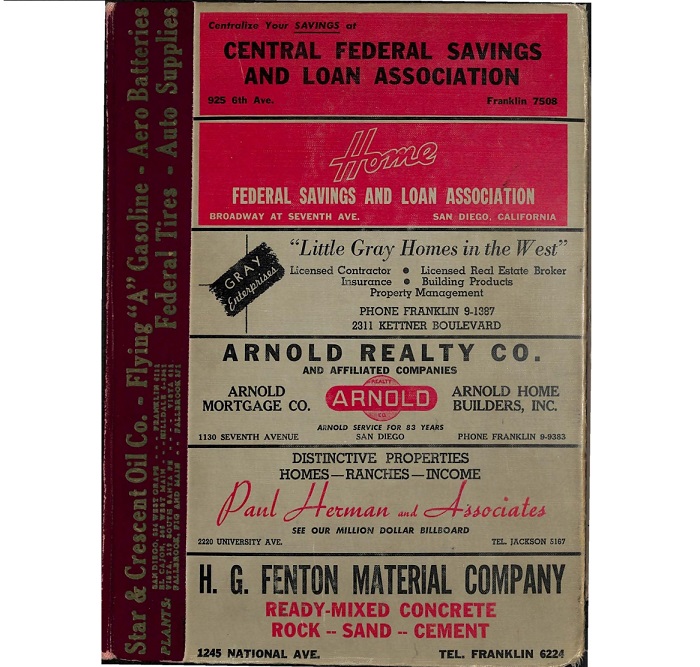 Star & Crescent Oil Co. - Flying "A" Gasoline - Aero Batteries
Federal Tires - Auto Supplies
PLANTS:
Centralize Your SAVINGS at
CENTRAL FEDERAL SAVINGS
AND LOAN ASSOCIATION
925 6th Ave. Franklin 7508
Home
FEDERAL SAVINGS AND LOAN ASSOCIATION
BROADWAY AT SEVENTH AVE. SAN DIEGO, CALIFORNIA
GRAY
Enterprises
"Little Gray Homes in the West"
Licensed Contractor • Licensed Real Estate Broker
Insurance • Building Products
Property Management
PHONE FRANKLIN 9-1387
2311 KETTNER BOULEVARD
ARNOLD REALTY CO.
AND AFFILIATED COMPANIES
ARNOLD
MORTGAGE CO.
REALTY
ARNOLD
CO.
ARNOLD HOME
BUILDERS, INC.
ARNOLD SERVICE FOR 83 YEARS
1130 SEVENTH AVENUE SAN DIEGO PHONE FRANKLIN 9-9383
DISTINCTIVE PROPERTIES
HOMES—RANCHES—INCOME
Paul Herman and Associates
SEE OUR MILLION DOLLAR BILLBOARD
2220 UNIVERSITY AVE. TEL. JACKSON 5167
H. G. FENTON MATERIAL COMPANY
READY-MIXED CONCRETE
ROCK -- SAND -- CEMENT
1245 NATIONAL AVE. TEL. FRANKLIN 6224